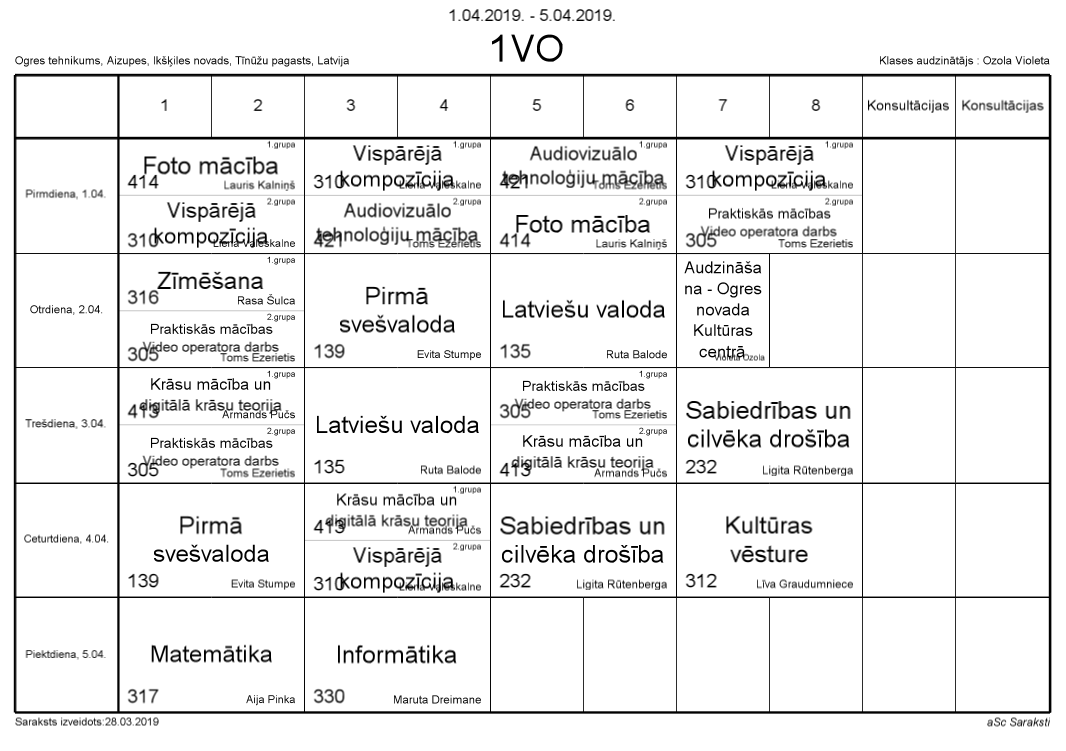 1.04.2019. - 5.04.2019.
1VO
Ogres tehnikums, Aizupes, Ikšķiles novads, Tīnūžu pagasts, Latvija
Klases audzinātājs : Ozola Violeta
1 2 3 4 5 6 7 8 Konsultācijas Konsultācijas
Pirmdiena, 1.04.
1.grupa
Foto mācība
414 Lauris Kalniņš
2.grupa
Vispārējā
kompozīcija
310 Liena Valeskalne
1.grupa
Vispārējā
kompozīcija
310 Liena Valeskalne
2.grupa
Audiovizuālo
tehnoloģiju mācība
421 Toms Ezerietis
1.grupa
Audiovizuālo
tehnoloģiju mācība
421 Toms Ezerietis
2.grupa
Foto mācība
414 Lauris Kalniņš
1.grupa
Vispārējā
kompozīcija
310 Liena Valeskalne
2.grupa
Praktiskās mācības
Video operatora darbs
305 Toms Ezerietis
Otrdiena, 2.04.
1.grupa
Zīmēšana
316 Rasa Šulca
2.grupa
Praktiskās mācības
Video operatora darbs
305 Toms Ezerietis
Pirmā
svešvaloda
139 Evita Stumpe
Latviešu valoda
135 Ruta Balode
Audzināša
na - Ogres
novada
Kultūras
centrā
Violeta Ozola
Trešdiena, 3.04.
1.grupa
Krāsu mācība un
digitālā krāsu teorija
413 Armands Pučs
2.grupa
Praktiskās mācības
Video operatora darbs
305 Toms Ezerietis
Latviešu valoda
135 Ruta Balode
1.grupa
Praktiskās mācības
Video operatora darbs
305 Toms Ezerietis
2.grupa
Krāsu mācība un
digitālā krāsu teorija
413 Armands Pučs
Sabiedrības un
cilvēka drošība
232 Ligita Rūtenberga
Ceturtdiena, 4.04.
Pirmā
svešvaloda
139 Evita Stumpe
1.grupa
Krāsu mācība un
digitālā krāsu teorija
413 Armands Pučs
2.grupa
Vispārējā
kompozīcija
310 Liena Valeskalne
Sabiedrības un
cilvēka drošība
232 Ligita Rūtenberga
Kultūras
vēsture
312 Līva Graudumniece
Piektdiena, 5.04.
Matemātika
317 Aija Pinka
Informātika
330 Maruta Dreimane
Saraksts izveidots:28.03.2019
aSc Saraksti